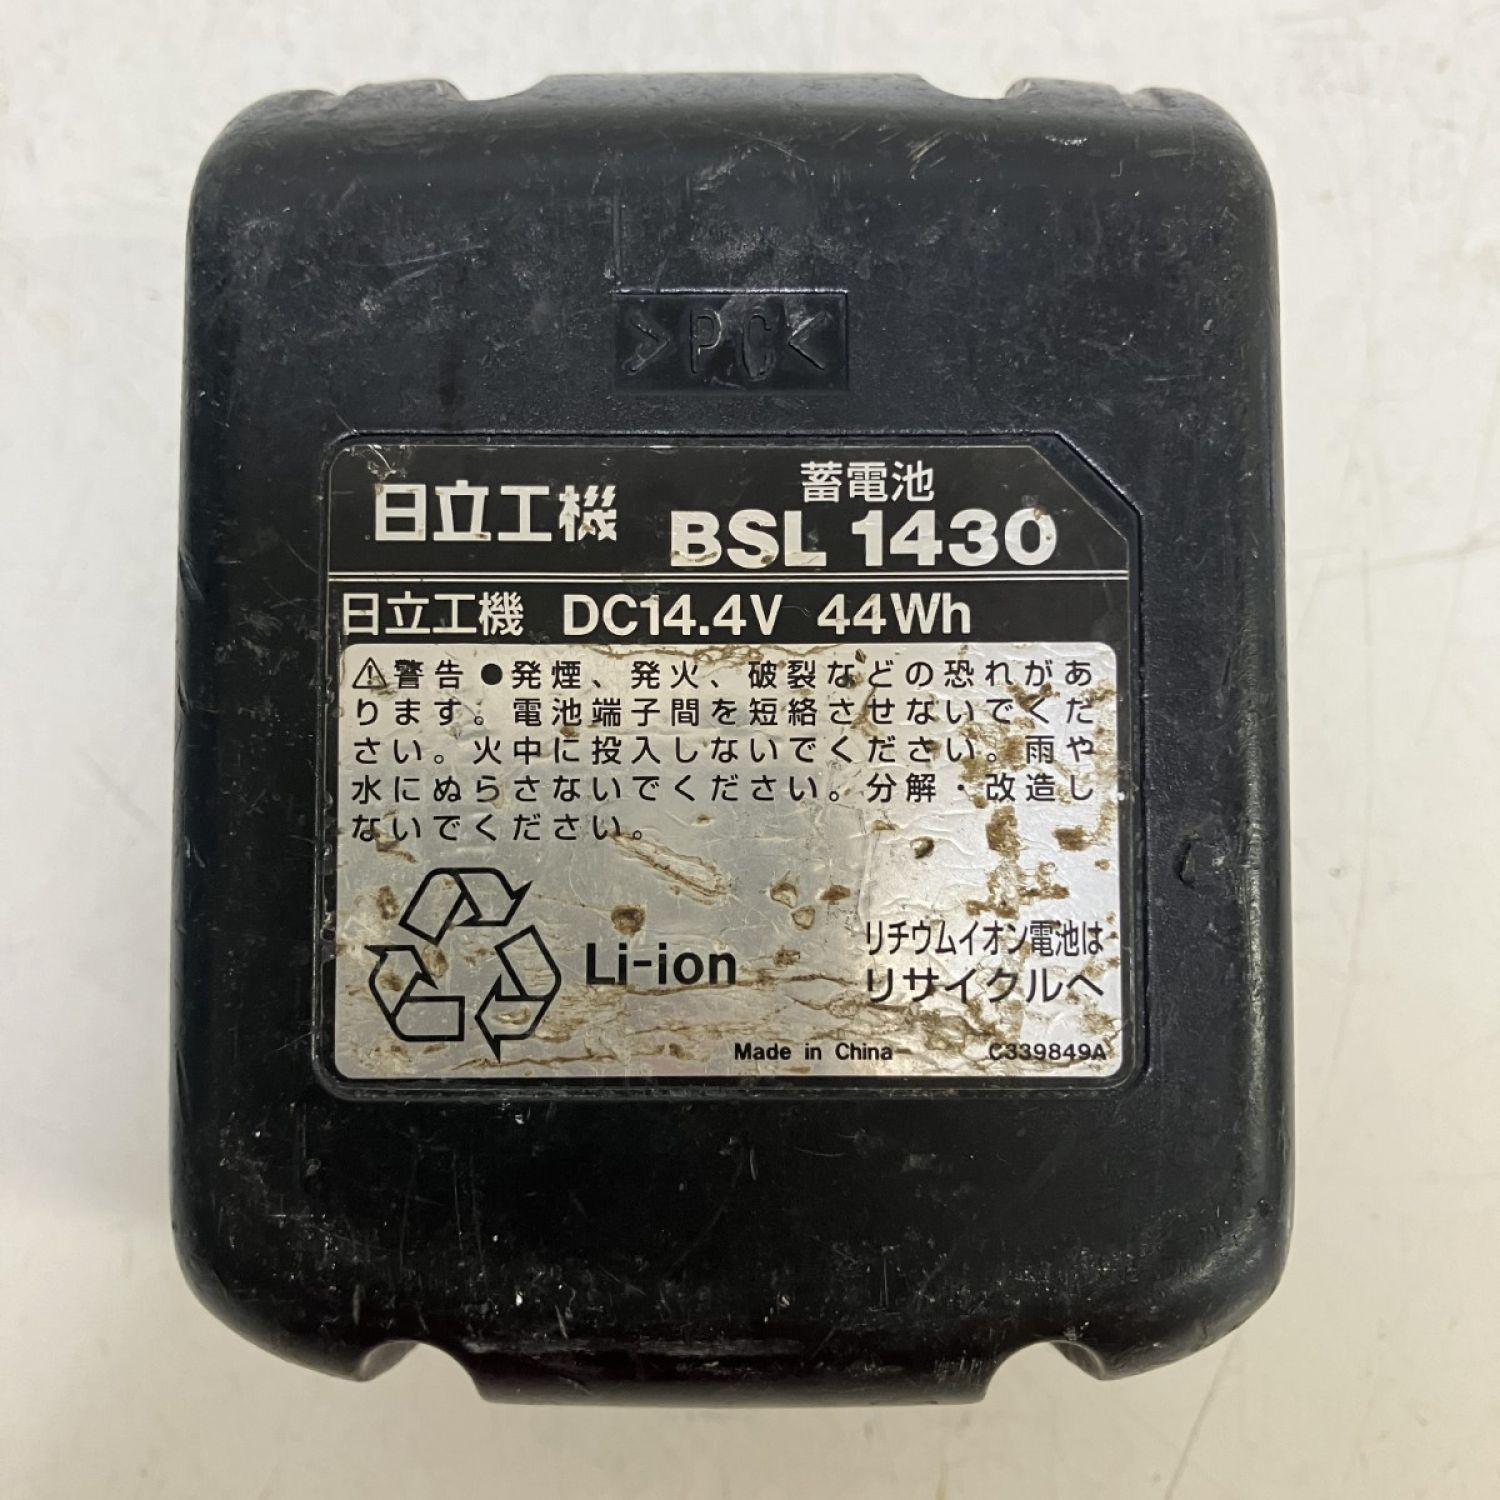 >PC<
日立工機
蓄電池
BSL 1430
日立工機 DC14.4V 44Wh
⚠警告 ●発煙、発火、破裂などの恐れがあ
ります。電池端子間を短絡させないでくだ
さい。火中に投入しないでください。雨や
水にぬらさないでください。分解・改造し
ないでください。
Li-ion
リチウムイオン電池は
リサイクルへ
Made in China
C339849A